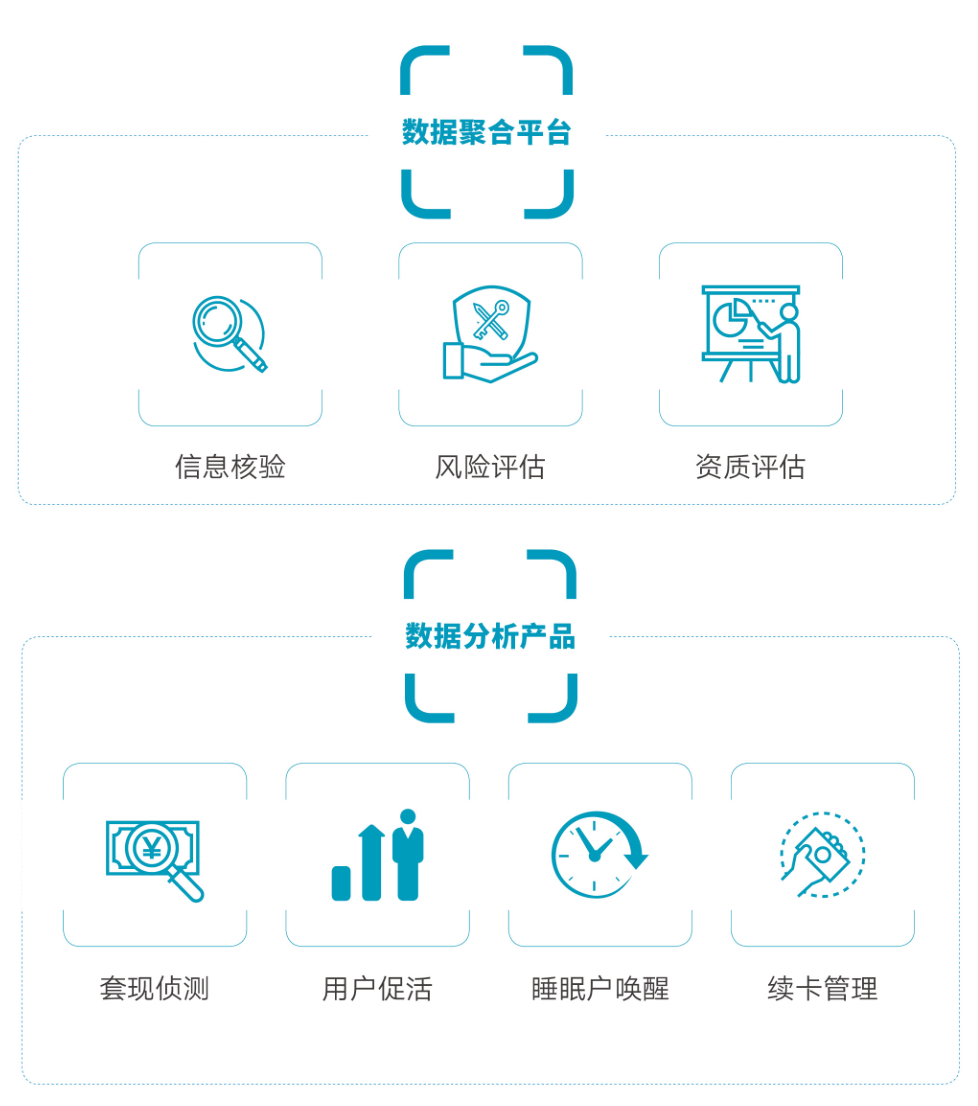 数据聚合平台
信息核验
风险评估
资质评估
数据分析产品
¥
套现侦测
用户促活
睡眠户唤醒
续卡管理